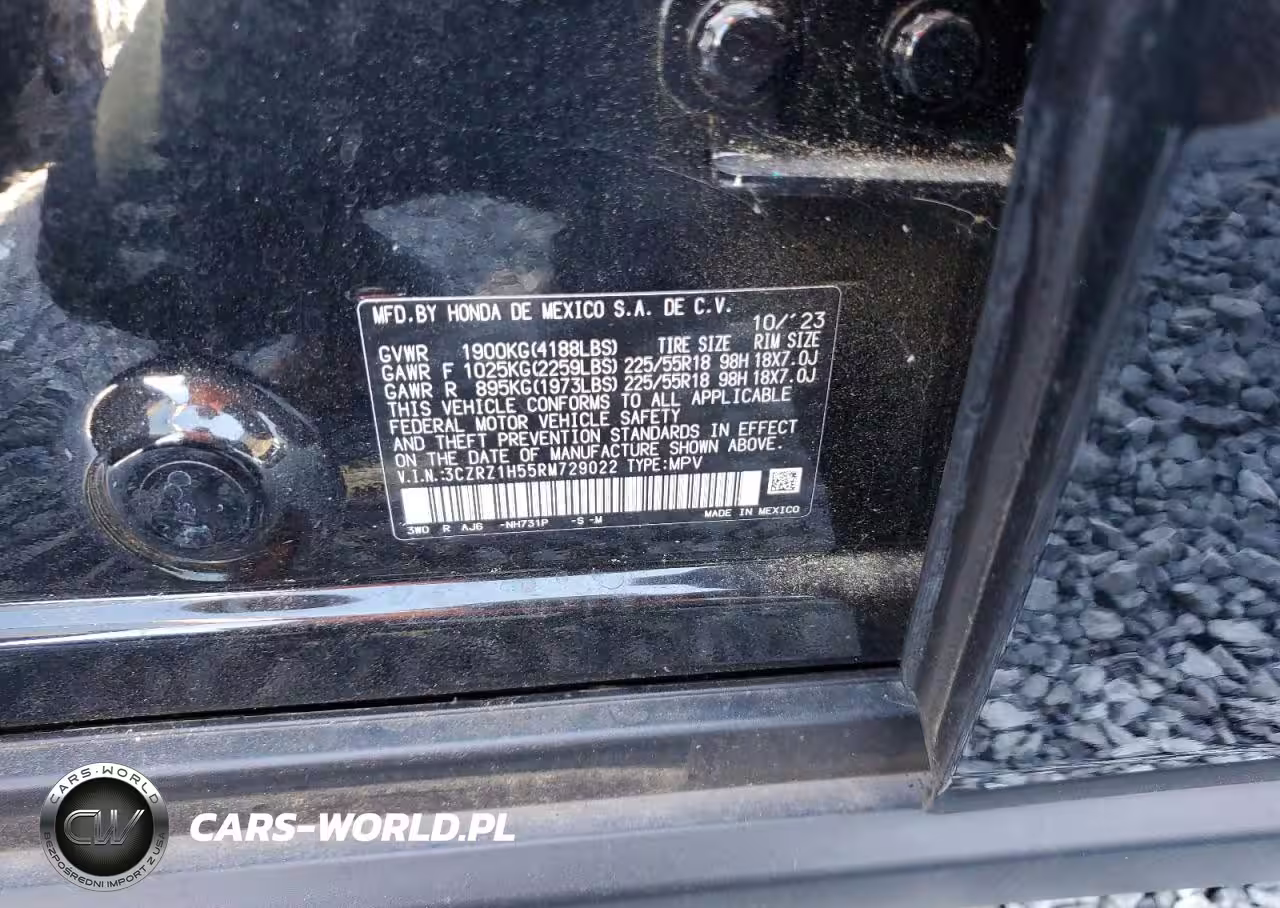 MFD.BY HONDA DE MEXICO S.A. DE C.V.
10/'23
GVWR 1900KG(4188LBS) TIRE SIZE RIM SIZE
GAWR F 1025KG(2259LBS) 225/55R18 98H 18X7.0J
GAWR R 895KG(1973LBS) 225/55R18 98H 18X7.0J
THIS VEHICLE CONFORMS TO ALL APPLICABLE
FEDERAL MOTOR VEHICLE SAFETY
AND THEFT PREVENTION STANDARDS IN EFFECT
ON THE DATE OF MANUFACTURE SHOWN ABOVE.
V.I.N.:3CZRZ1H55RM729022 TYPE:MPV
3W0 R AJ6 -NH731P -S -M MADE IN MEXICO
CARS-WORLD
CW
BEZPOŚREDNI IMPORT Z USA
CARS-WORLD.PL